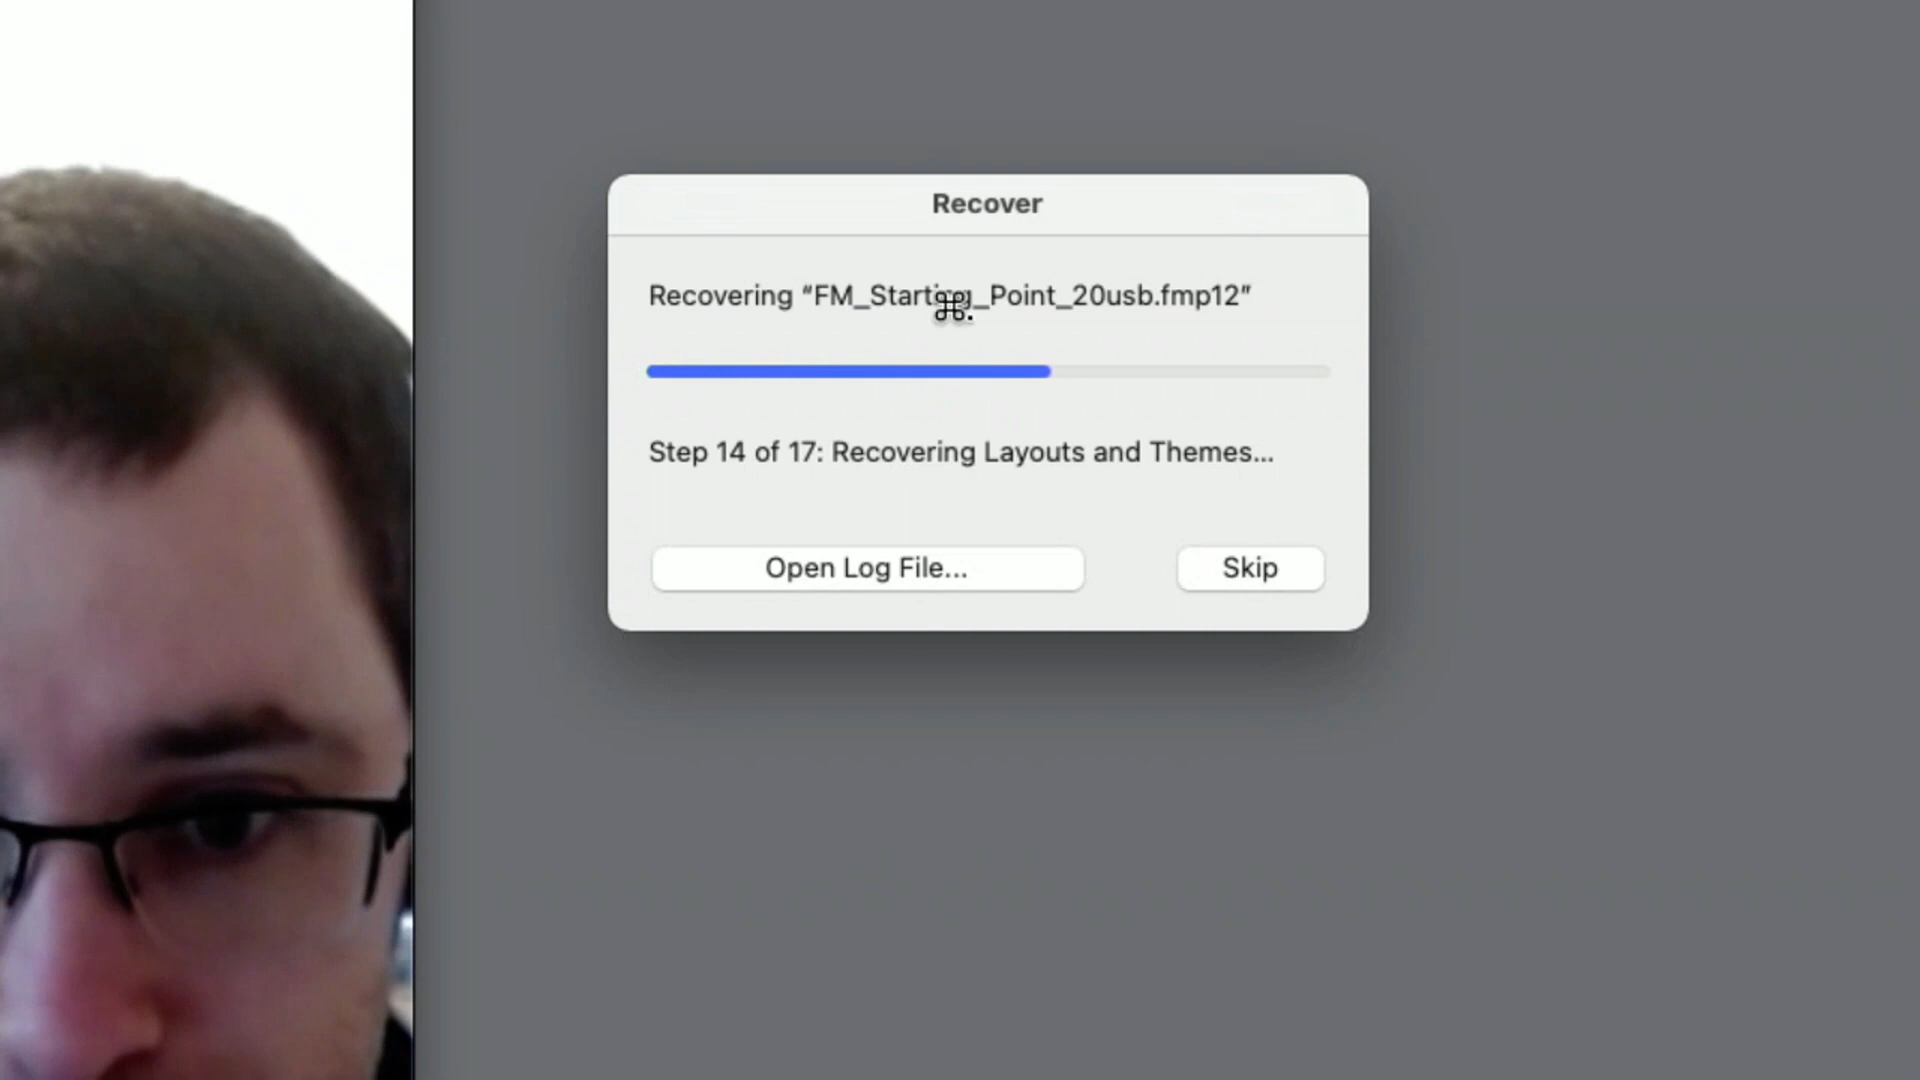 Recover
Recovering “FM_Starting_Point_20usb.fmp12”
Step 14 of 17: Recovering Layouts and Themes...
Open Log File...
Skip